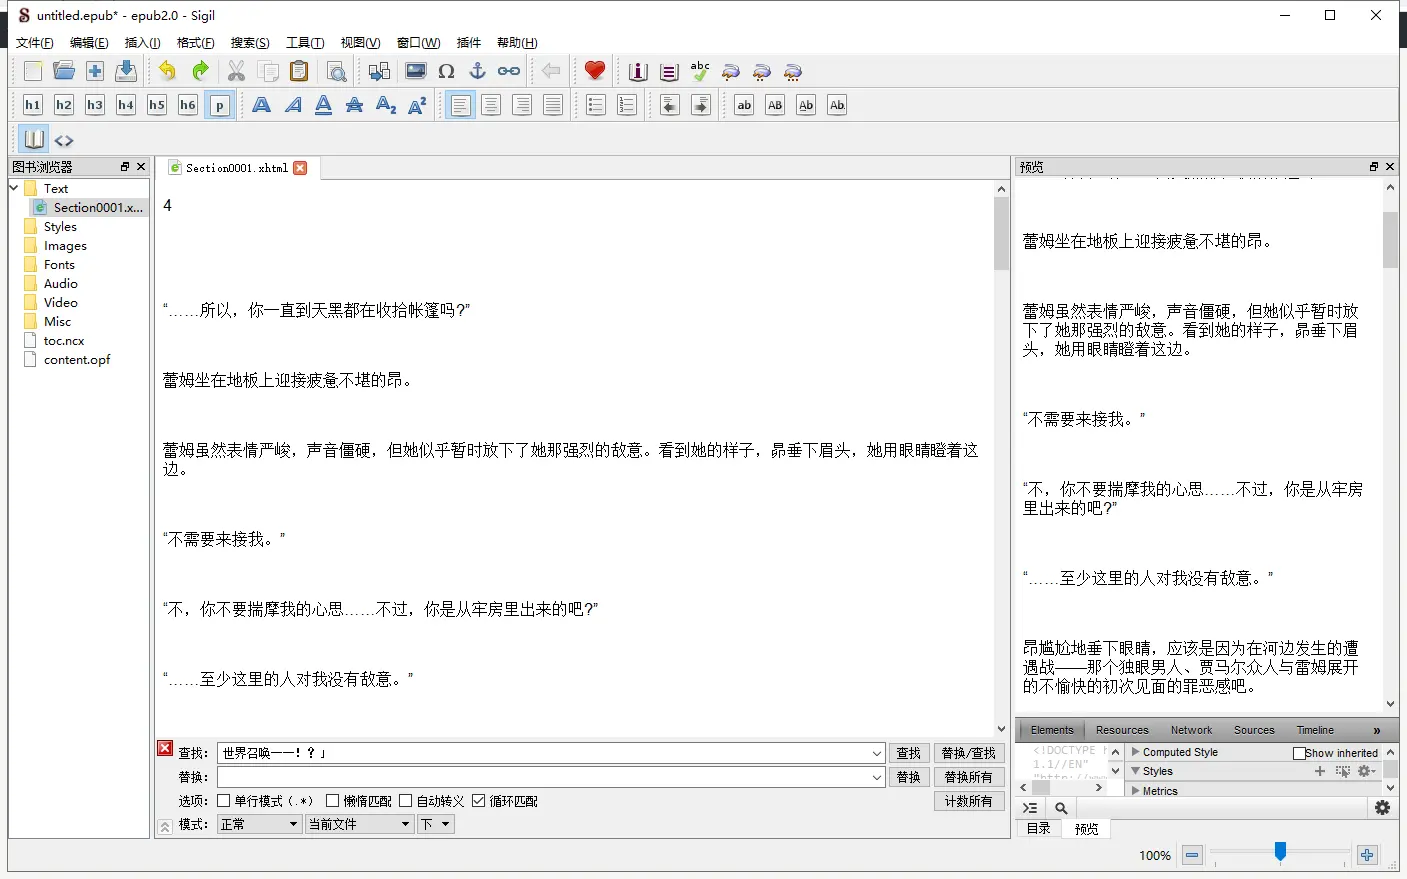 untitled.epub* - epub2.0 - Sigil
文件(F) 编辑(E) 插入(I) 格式(F) 搜索(S) 工具(T) 视图(V) 窗口(W) 插件 帮助(H)
abc
h1 h2 h3 h4 h5 h6 p A A A A A2 A2 ab AB Ab Ab
图书浏览器
Text
Section0001.x...
Styles
Images
Fonts
Audio
Video
Misc
toc.ncx
content.opf
Section0001.xhtml
4
“……所以，你一直到天黑都在收拾帐篷吗?”
蕾姆坐在地板上迎接疲惫不堪的昂。
蕾姆虽然表情严峻，声音僵硬，但她似乎暂时放下了她那强烈的敌意。看到她的样子，昴垂下眉头，她用眼睛瞪着这
边。
“不需要来接我。”
“不，你不要揣摩我的心思……不过，你是从牢房里出来的吧?”
“……至少这里的人对我没有敌意。”
查找: 世界召唤一一！？」 查找 替换/查找
替换: 替换 替换所有
选项: 单行模式 (.*) 懒惰匹配 自动转义 循环匹配 计数所有
模式: 正常 当前文件 下
预览
蕾姆坐在地板上迎接疲惫不堪的昂。
蕾姆虽然表情严峻，声音僵硬，但她似乎暂时放
下了她那强烈的敌意。看到她的样子，昴垂下眉
头，她用眼睛瞪着这边。
“不需要来接我。”
“不，你不要揣摩我的心思……不过，你是从牢房
里出来的吧?”
“……至少这里的人对我没有敌意。”
昂尴尬地垂下眼睛，应该是因为在河边发生的遭
遇战——那个独眼男人、贾马尔众人与雷姆展开
的不愉快的初次见面的罪恶感吧。
Elements Resources Network Sources Timeline »
<!DOCTYPE
1.1//EN"
Computed Style Show inherited
Styles
Metrics
目录 预览
100%